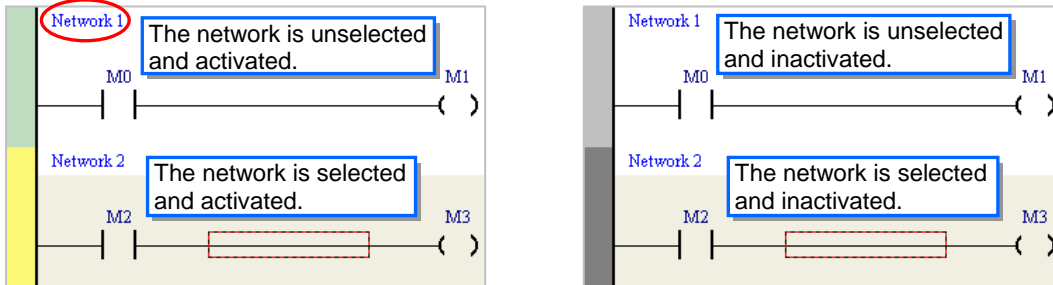 Network 1
The network is unselected
and activated.
M0
M1
Network 2
The network is selected
and activated.
M2
M3
Network 1
The network is unselected
and inactivated.
M0
M1
Network 2
The network is selected
and inactivated.
M2
M3